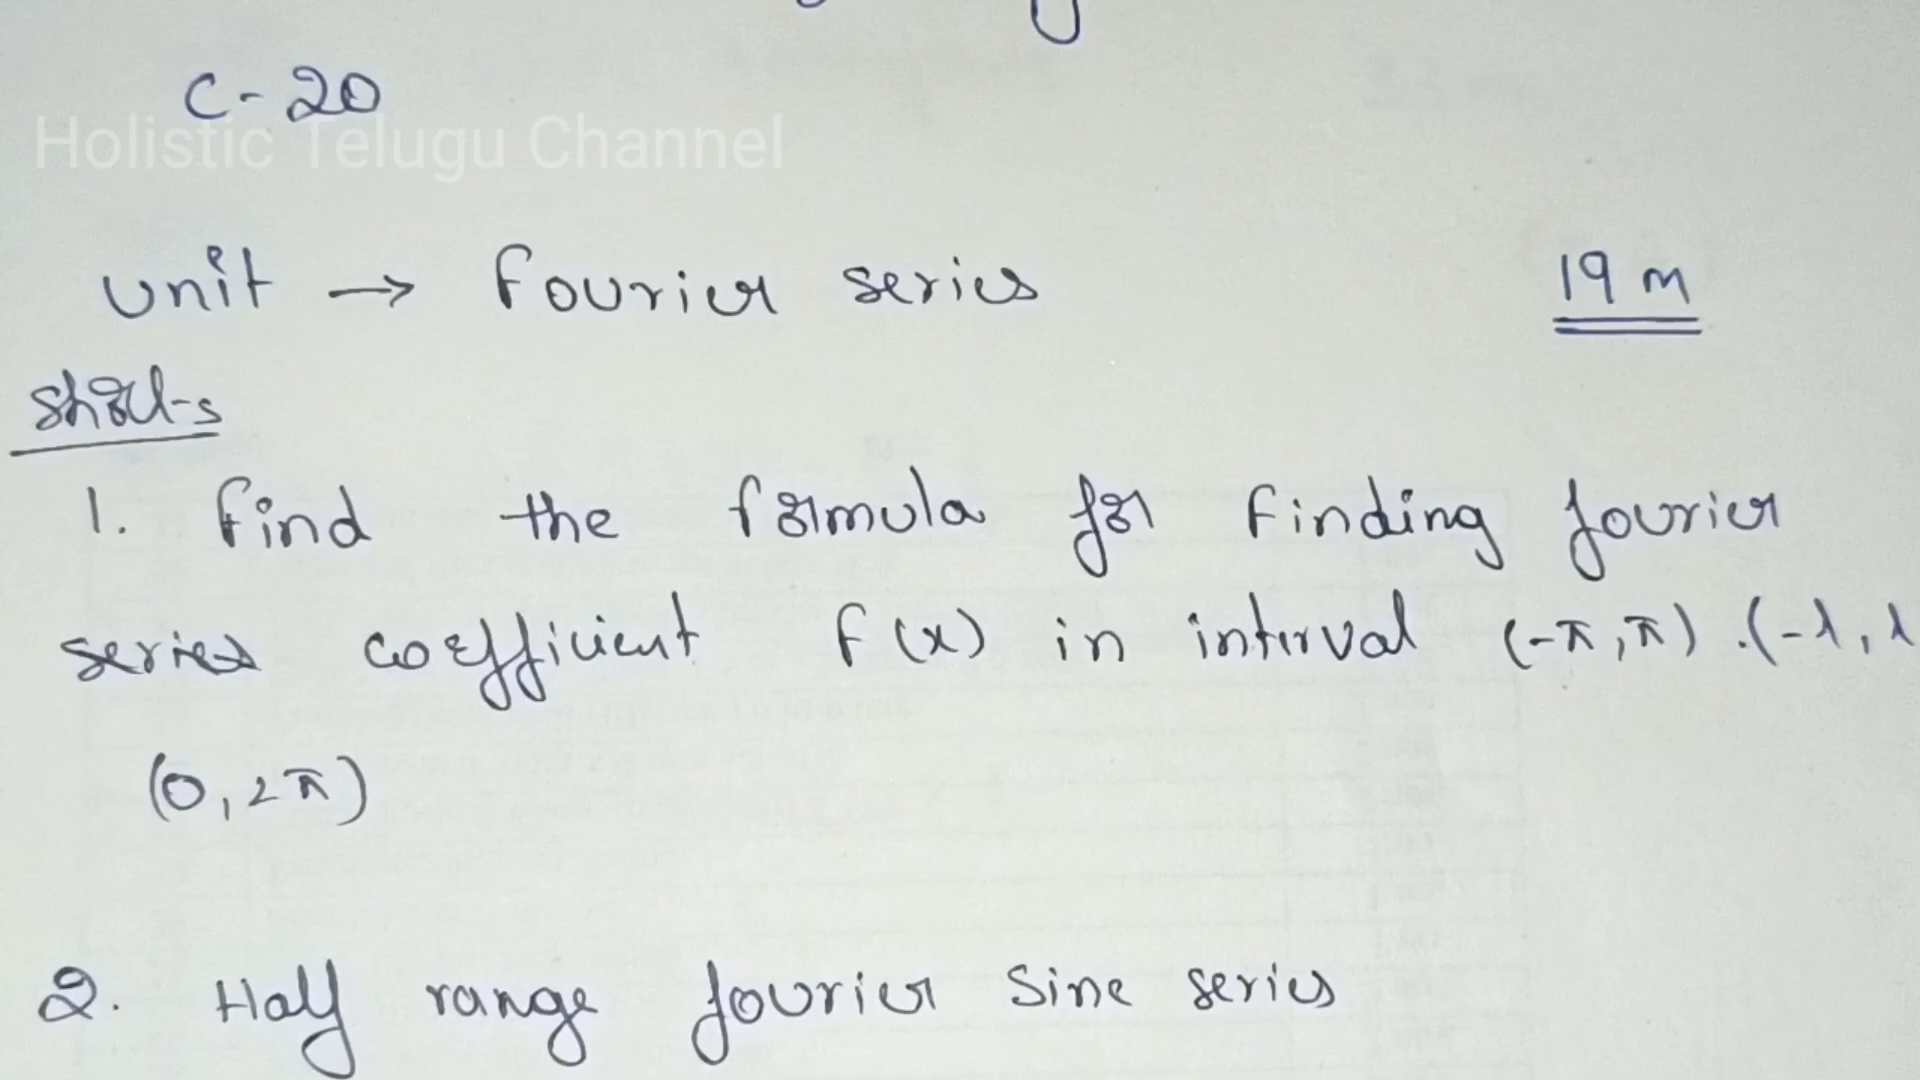 C-20
Holistic Telugu Channel
unit → Fourier series
19 m
Shorts
1. Find the formula for Finding fourier
series coefficient F(x) in interval (-π,π) .(-λ,λ
(0,2π)
2. Half range fourier Sine series